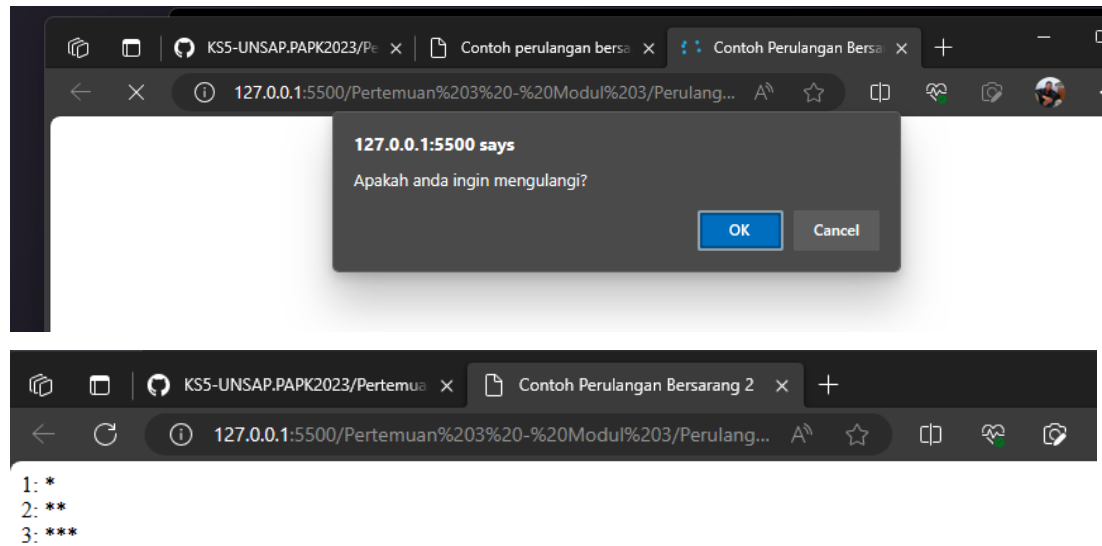 KS5-UNSAP.PAPK2023/Pe
Contoh perulangan bersa
Contoh Perulangan Bersa
127.0.0.1:5500/Pertemuan%203%20-%20Modul%203/Perulang...
127.0.0.1:5500 says
Apakah anda ingin mengulangi?
OK Cancel
KS5-UNSAP.PAPK2023/Pertemua
Contoh Perulangan Bersarang 2
127.0.0.1:5500/Pertemuan%203%20-%20Modul%203/Perulang...
1: *
2: **
3: ***